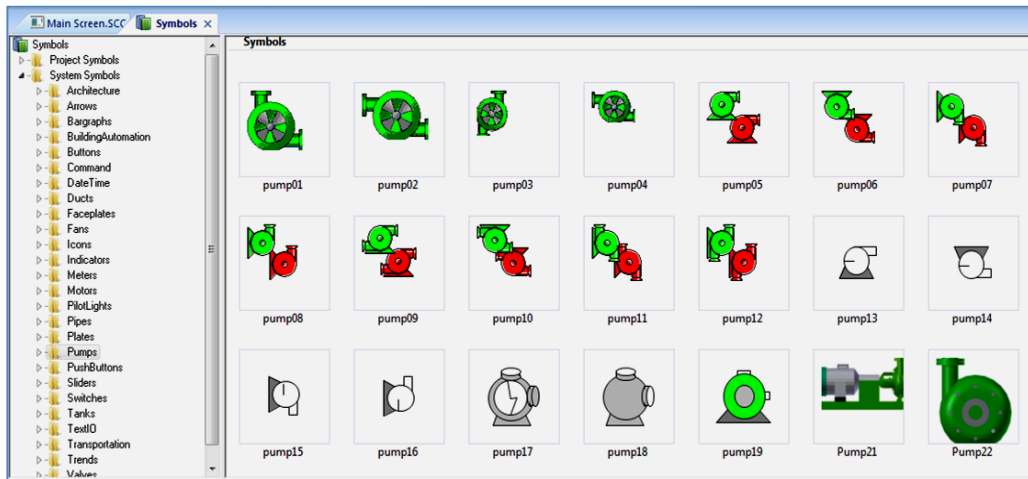 Main Screen.SCC
Symbols
Symbols
Project Symbols
System Symbols
Architecture
Arrows
Bargraphs
BuildingAutomation
Buttons
Command
DateTime
Ducts
Faceplates
Fans
Icons
Indicators
Meters
Motors
PilotLights
Pipes
Plates
Pumps
PushButtons
Sliders
Switches
Tanks
TextIO
Transportation
Trends
Valves
Symbols
pump01 pump02 pump03 pump04 pump05 pump06 pump07
pump08 pump09 pump10 pump11 pump12 pump13 pump14
pump15 pump16 pump17 pump18 pump19 Pump21 Pump22